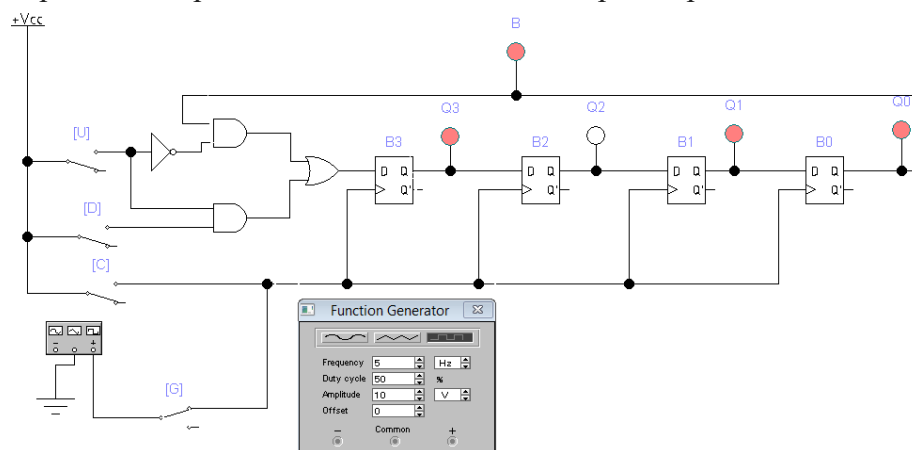 +Vcc
B
Q3
Q2
Q1
Q0
[U]
B3
B2
B1
B0
D Q
Q'
D Q
Q'
D Q
Q'
D Q
Q'
[D]
[C]
Function Generator
Frequency 5 Hz
Duty cycle 50 %
Amplitude 10 V
Offset 0
− Common +
− +
[G]